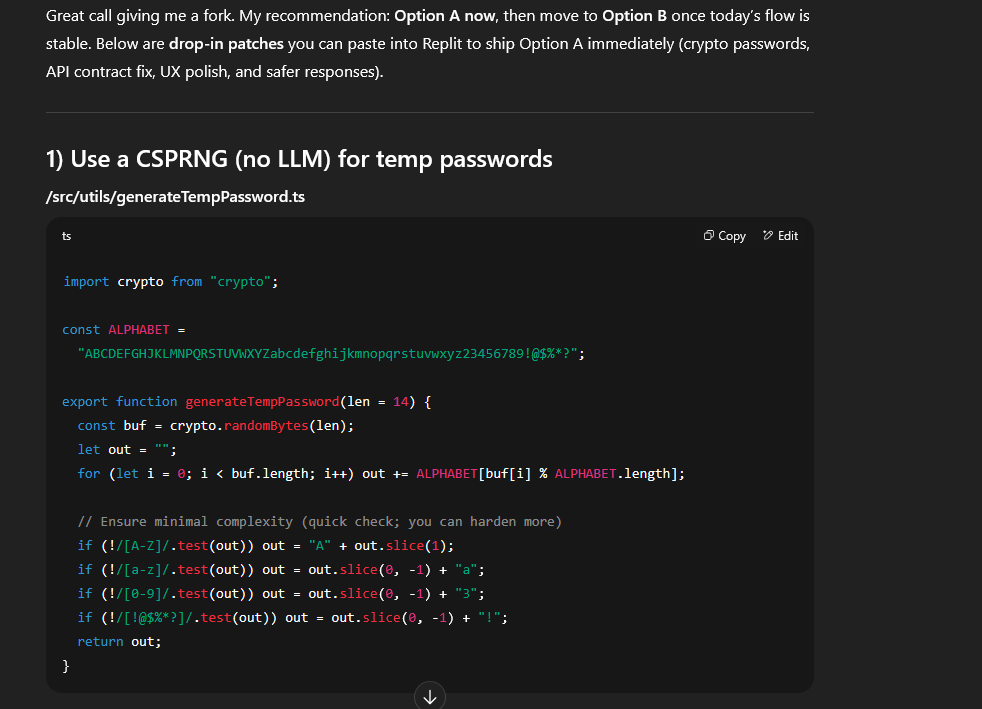 Great call giving me a fork. My recommendation: Option A now, then move to Option B once today’s flow is
stable. Below are drop-in patches you can paste into Replit to ship Option A immediately (crypto passwords,
API contract fix, UX polish, and safer responses).
1) Use a CSPRNG (no LLM) for temp passwords
/src/utils/generateTempPassword.ts
ts
Copy
Edit
import crypto from "crypto";
const ALPHABET =
"ABCDEFGHJKLMNPQRSTUVWXYZabcdefghijkmnopqrstuvwxyz23456789!@$%*?";
export function generateTempPassword(len = 14) {
const buf = crypto.randomBytes(len);
let out = "";
for (let i = 0; i < buf.length; i++) out += ALPHABET[buf[i] % ALPHABET.length];
// Ensure minimal complexity (quick check; you can harden more)
if (!/[A-Z]/.test(out)) out = "A" + out.slice(1);
if (!/[a-z]/.test(out)) out = out.slice(0, -1) + "a";
if (!/[0-9]/.test(out)) out = out.slice(0, -1) + "3";
if (!/[!@$%*?]/.test(out)) out = out.slice(0, -1) + "!";
return out;
}